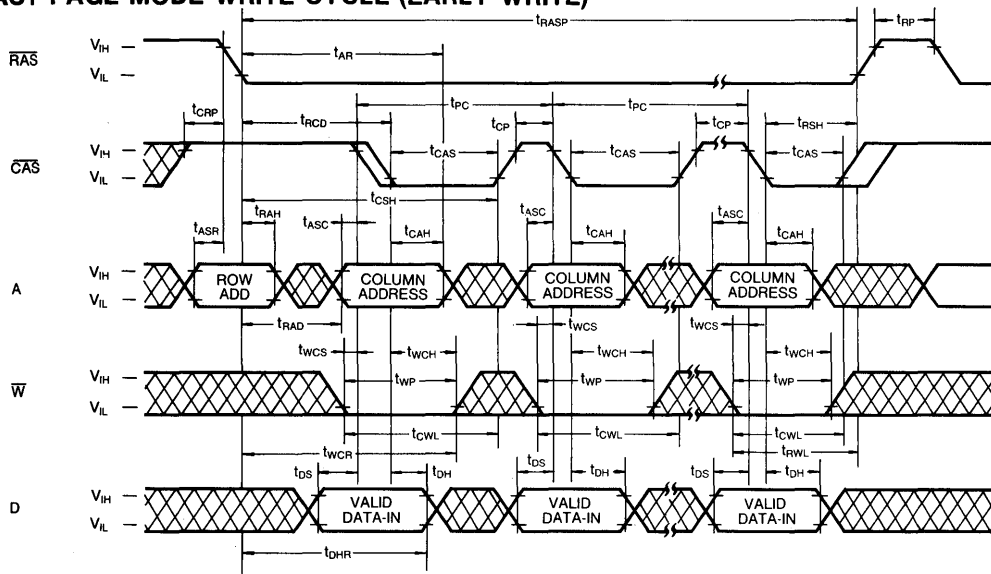 FAST PAGE MODE WRITE CYCLE (EARLY WRITE)
tRASP
tRP
tAR
RAS
VIH
VIL
tCRP
tRCD
tPC
tPC
tCP
tCP
tRSH
CAS
VIH
VIL
tCAS
tCAS
tCAS
tCSH
tASR
tRAH
tASC
tCAH
tASC
tCAH
tASC
tCAH
A
VIH
VIL
ROW ADD
COLUMN ADDRESS
COLUMN ADDRESS
COLUMN ADDRESS
tRAD
tWCS
tWCS
tWCS
tWCH
tWCH
tWCH
W
VIH
VIL
tWP
tWP
tWP
tCWL
tCWL
tCWL
tWCR
tRWL
tDS
tDH
tDS
tDH
tDS
tDH
D
VIH
VIL
VALID DATA-IN
VALID DATA-IN
VALID DATA-IN
tDHR